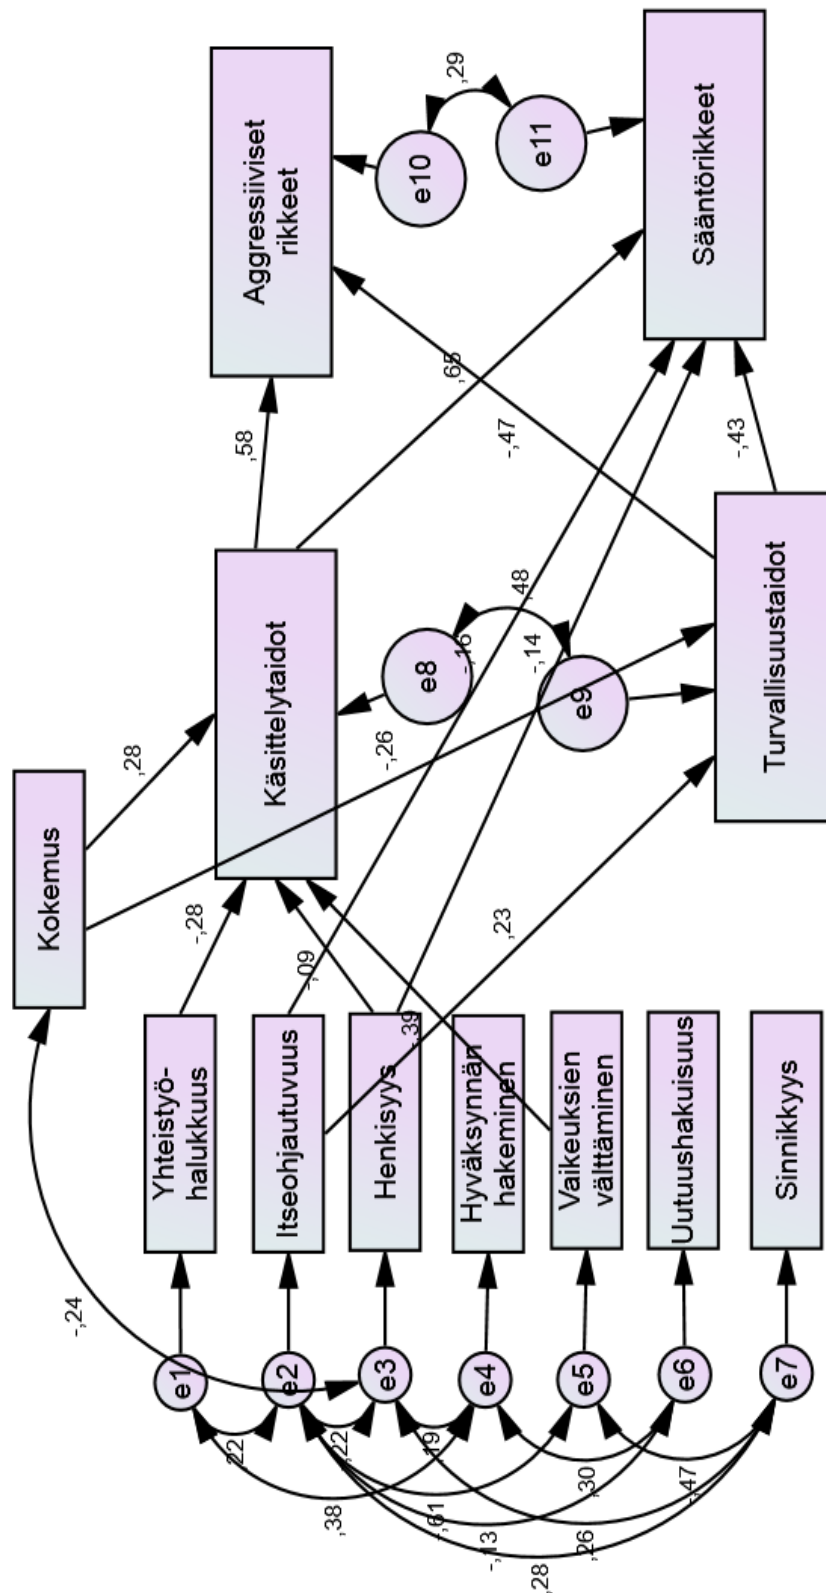 Kokemus
Yhteistyö-
halukkuus
Itseohjautuvuus
Henkisyys
Hyväksynnän
hakeminen
Vaikeuksien
välttäminen
Uutuushakuisuus
Sinnikkyys
Käsittelytaidot
Turvallisuustaidot
Aggressiiviset
rikkeet
Sääntörikkeet
e1
e2
e3
e4
e5
e6
e7
e8
e9
e10
e11
-,24
,22
,22
,19
,38
-,61
-,13
,28
,26
,30
-,47
,28
-,26
-,28
-,09
-,39
,23
-,16
-,14
,48
,58
,65
-,47
-,43
,29